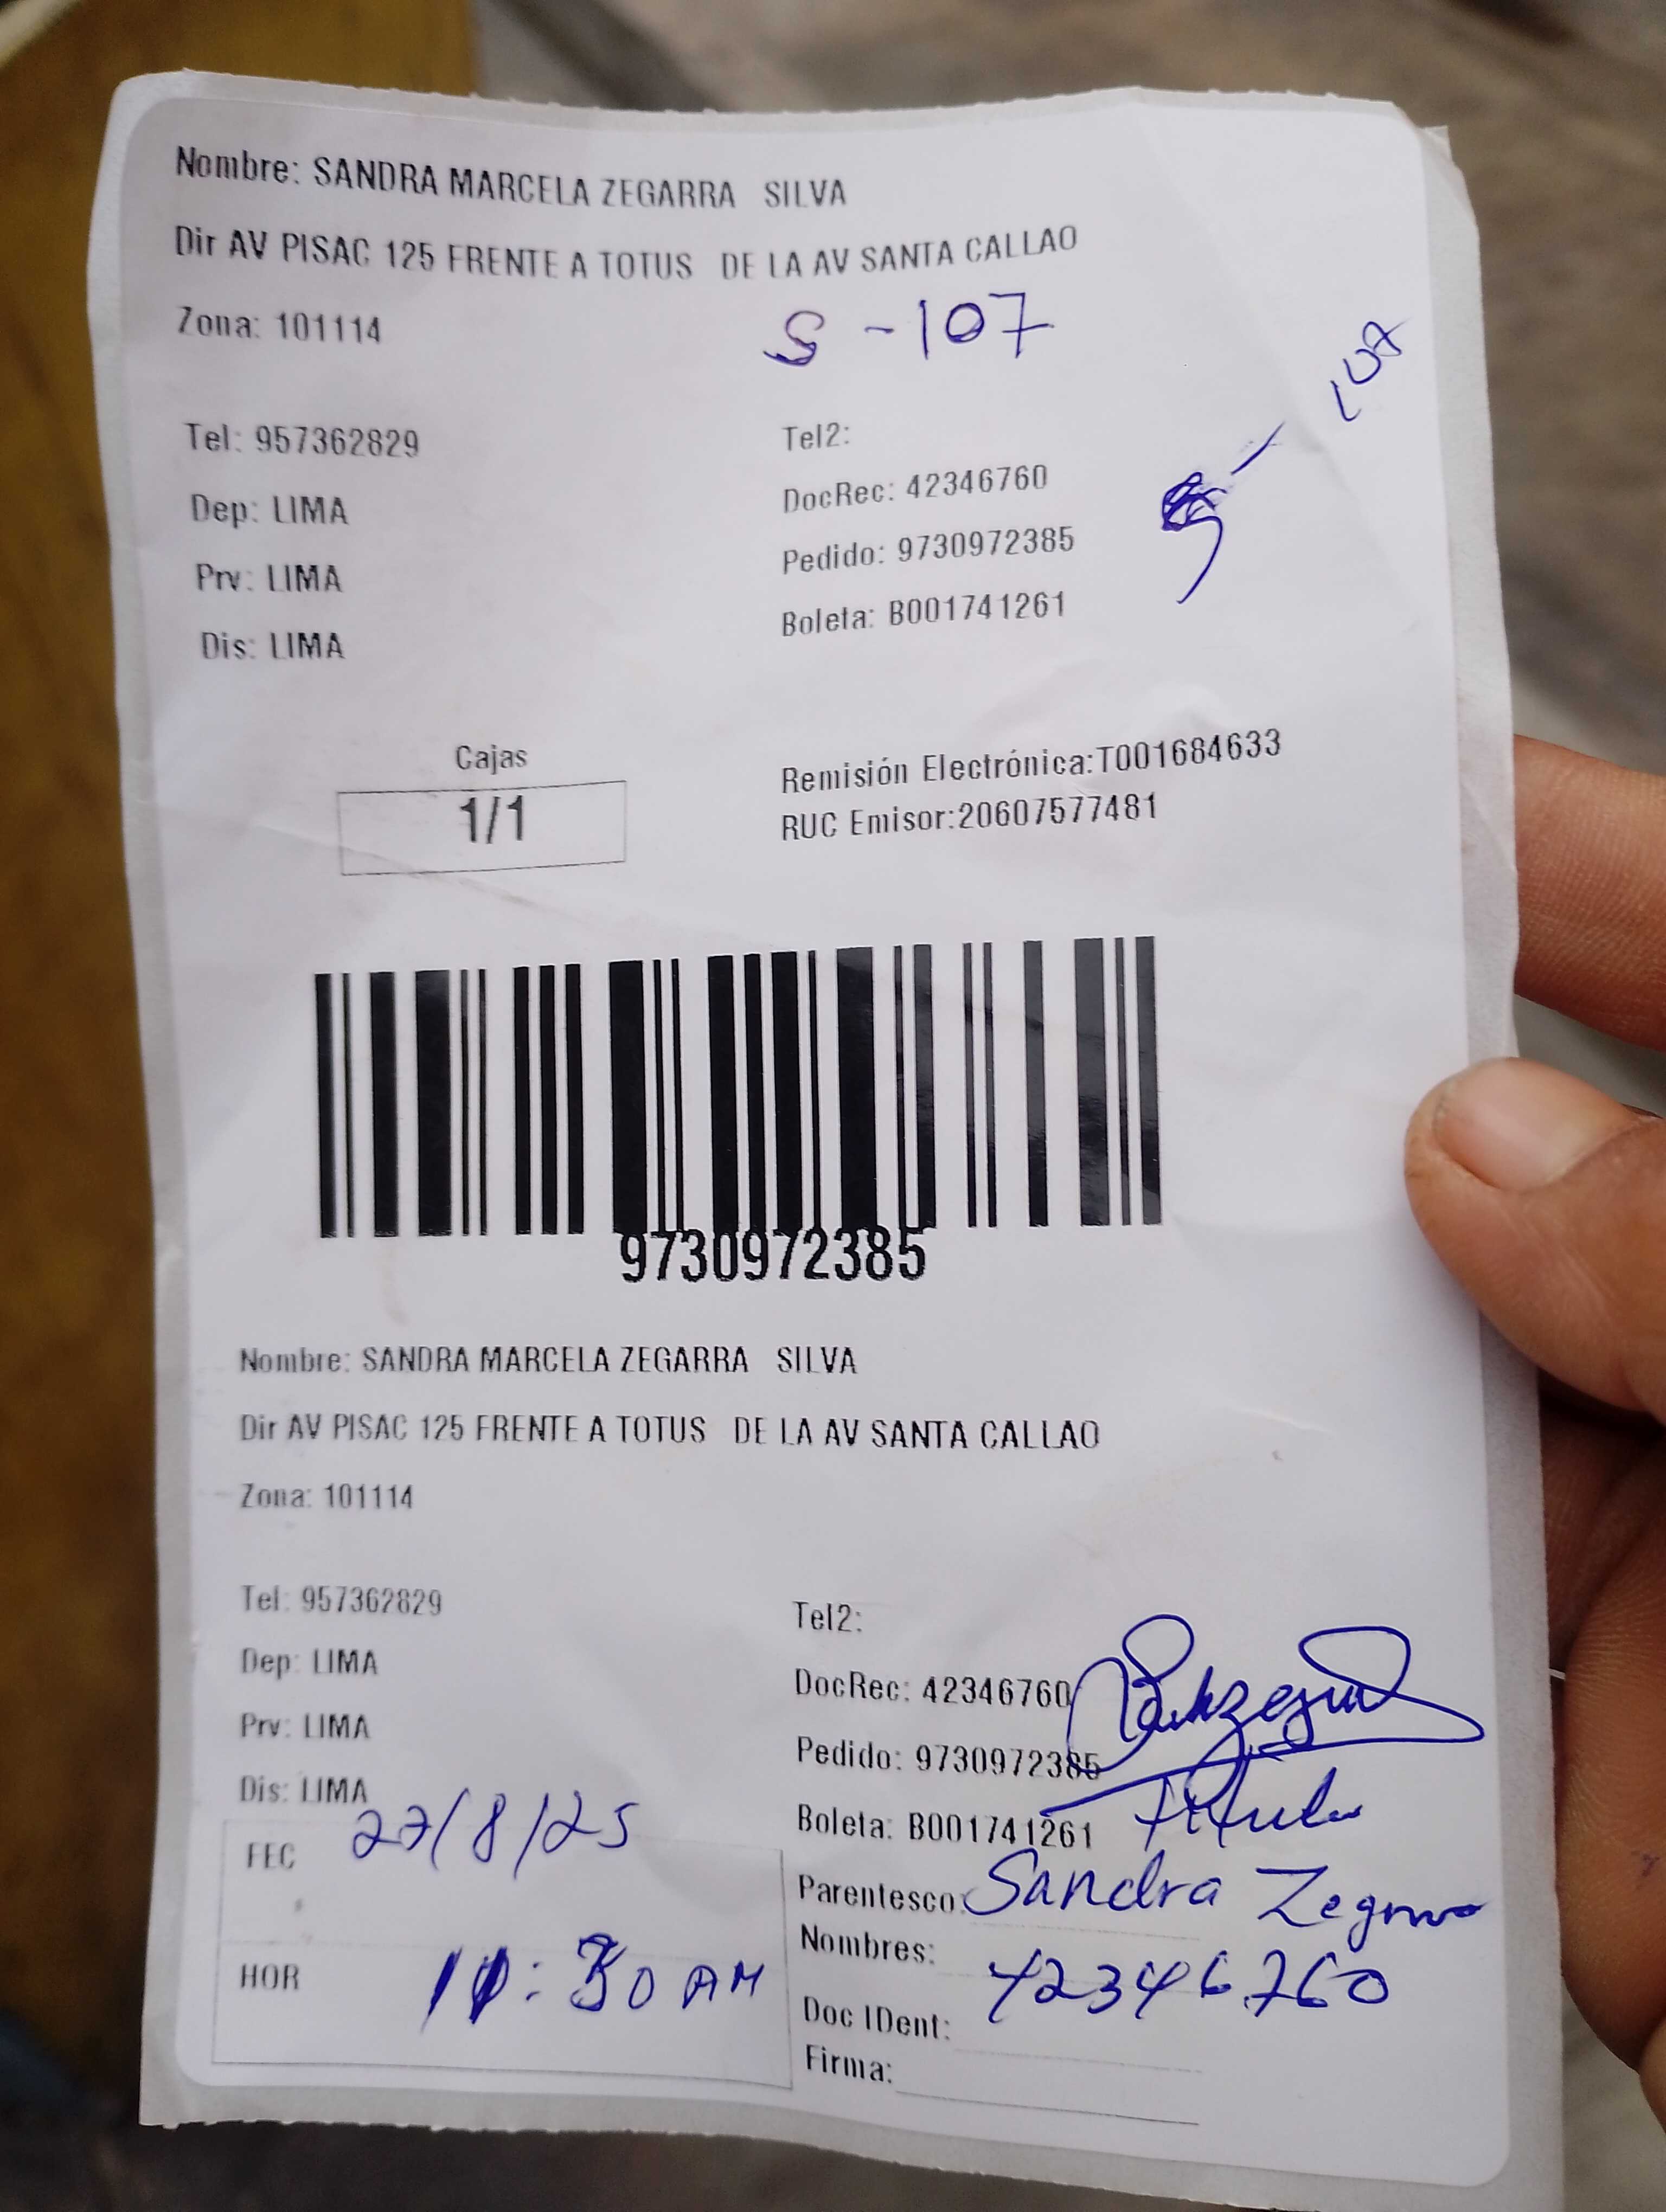 Nombre: SANDRA MARCELA ZEGARRA SILVA
Dir AV PISAC 125 FRENTE A TOTUS DE LA AV SANTA CALLAO
Zona: 101114
S - 107
107
Tel: 957362829
Tel2:
DocRec: 42346760
Dep: LIMA
Pedido: 9730972385
Prv: LIMA
Boleta: B001741261
Dis: LIMA
Cajas
1/1
Remisión Electrónica:T001684633
RUC Emisor:20607577481
9730972385
Nombre: SANDRA MARCELA ZEGARRA SILVA
Dir AV PISAC 125 FRENTE A TOTUS DE LA AV SANTA CALLAO
Zona: 101114
Tel: 957362829
Tel2:
Dep: LIMA
DocRec: 42346760
Prv: LIMA
Pedido: 9730972385
Dis: LIMA
Boleta: B001741261
FEC 27/8/25
Parentesco: Sandra Zegarra
Nombres: 42346760
HOR 11:30 AM
Doc IDent:
Firma: